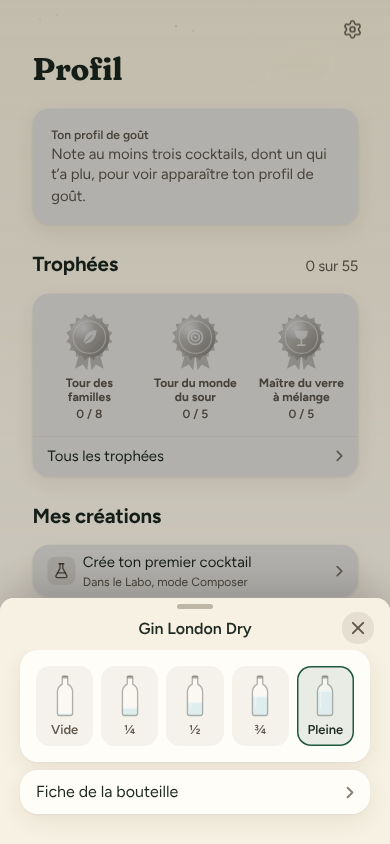 Profil
Ton profil de goût
Note au moins trois cocktails, dont un qui
t’a plu, pour voir apparaître ton profil de
goût.
Trophées
0 sur 55
Tour des
familles
0 / 8
Tour du monde
du sour
0 / 5
Maître du verre
à mélange
0 / 5
Tous les trophées
Mes créations
Crée ton premier cocktail
Dans le Labo, mode Composer
Gin London Dry
Vide
¼
½
¾
Pleine
Fiche de la bouteille